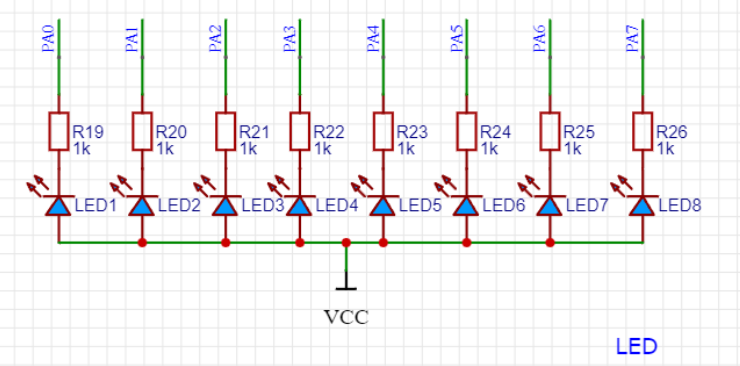 PA0 PA1 PA2 PA3 PA4 PA5 PA6 PA7
R19 R20 R21 R22 R23 R24 R25 R26
1k 1k 1k 1k 1k 1k 1k 1k
LED1 LED2 LED3 LED4 LED5 LED6 LED7 LED8
VCC
LED